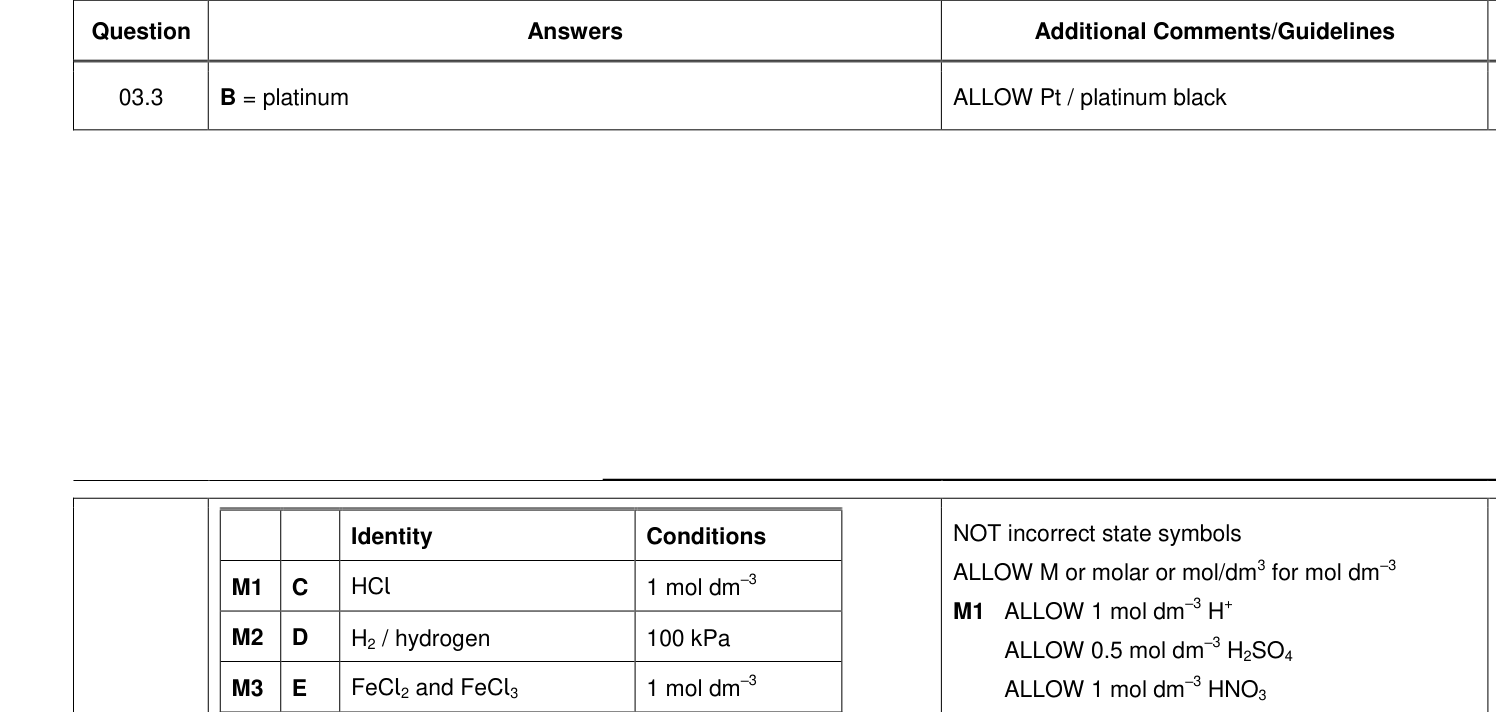 Question Answers Additional Comments/Guidelines
03.3 B = platinum ALLOW Pt / platinum black
Identity Conditions
M1 C HCl 1 mol dm⁻³
M2 D H₂ / hydrogen 100 kPa
M3 E FeCl₂ and FeCl₃ 1 mol dm⁻³
NOT incorrect state symbols
ALLOW M or molar or mol/dm³ for mol dm⁻³
M1 ALLOW 1 mol dm⁻³ H⁺
ALLOW 0.5 mol dm⁻³ H₂SO₄
ALLOW 1 mol dm⁻³ HNO₃